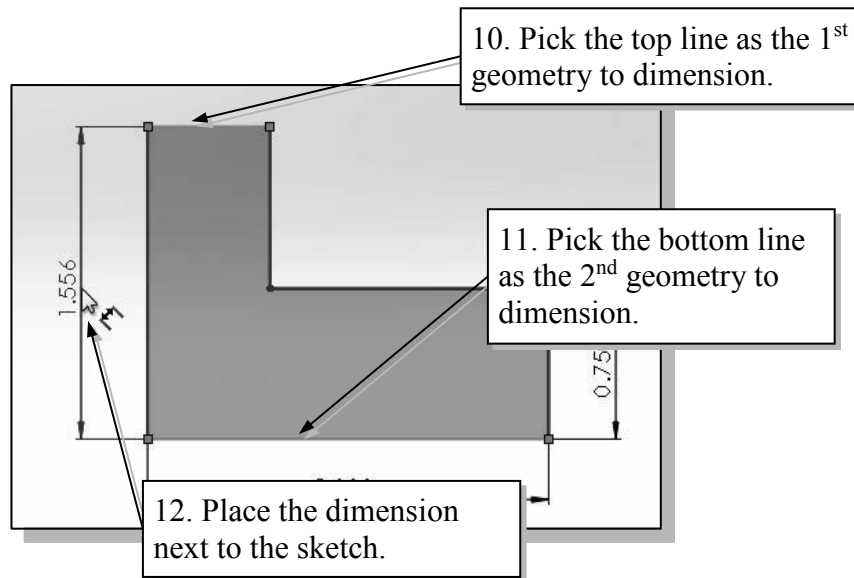 10. Pick the top line as the 1st
geometry to dimension.
11. Pick the bottom line
as the 2nd geometry to
dimension.
1.556
0.75
12. Place the dimension
next to the sketch.